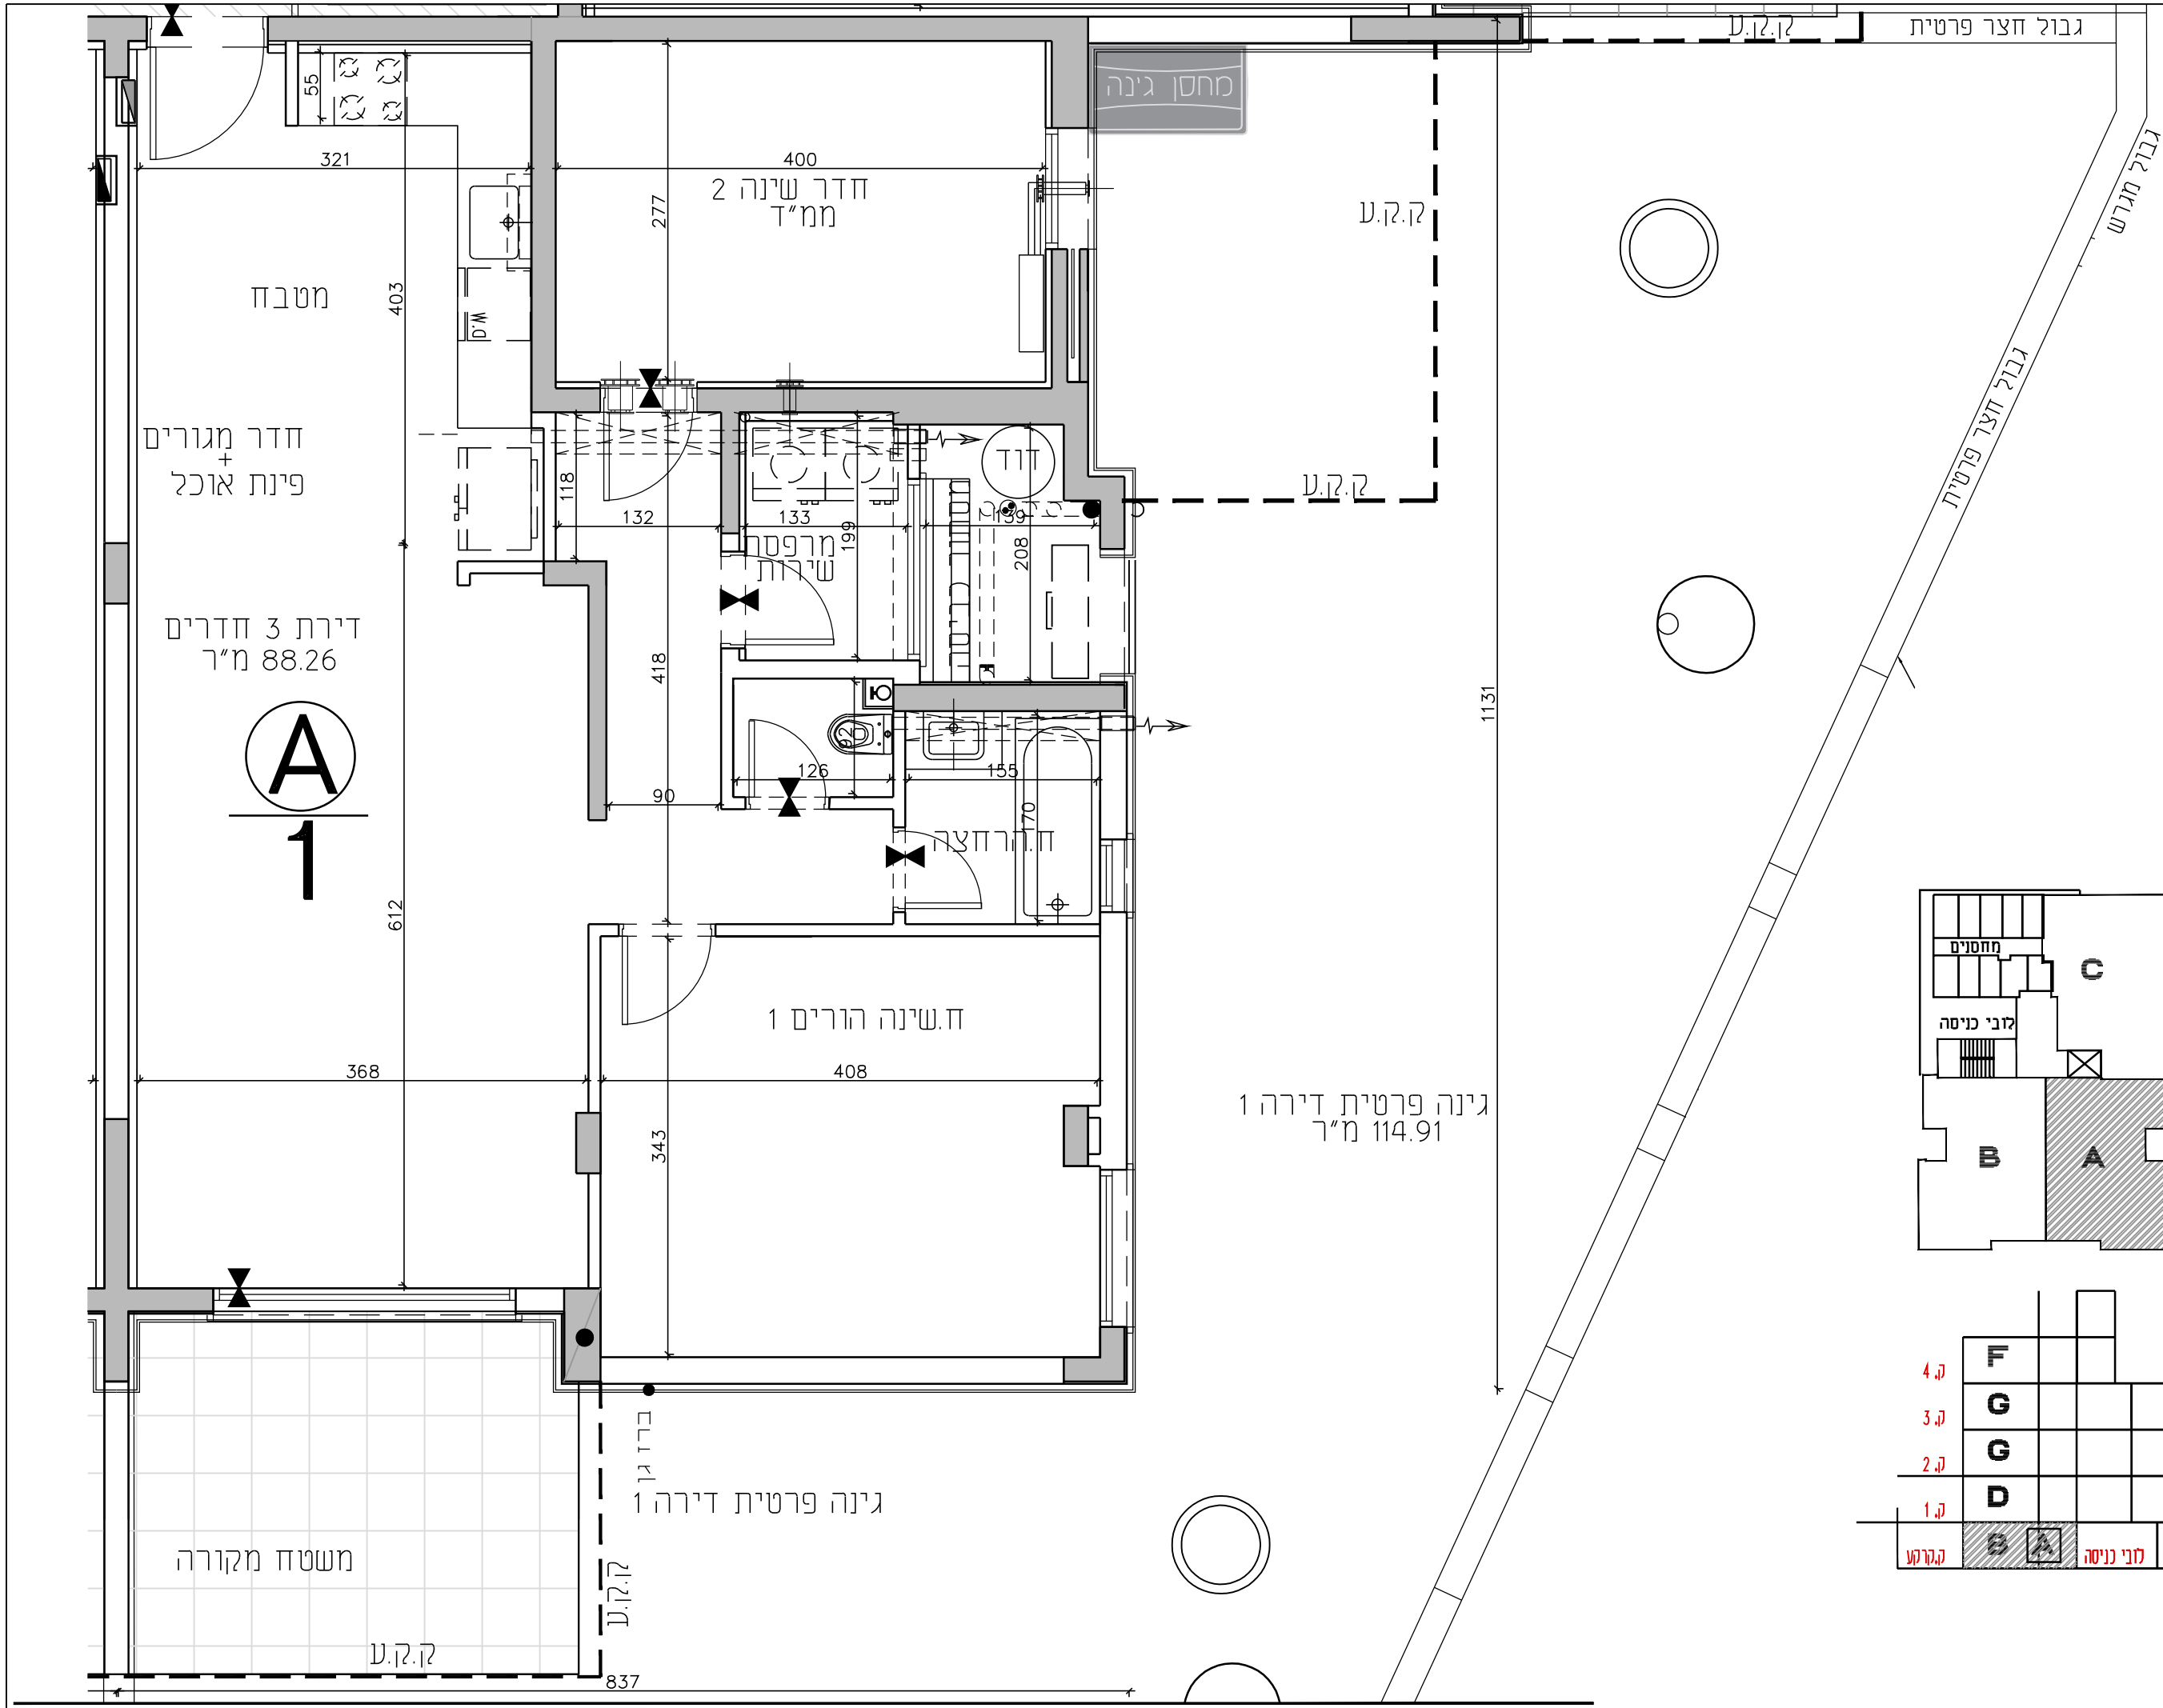 ק.ק.ע
גבול חצר פרטית
מחסן גינה
55
321
400
חדר שינה 2
ממ״ד
277
ק.ק.ע
גבול מגרש
מטבח
403
D.W
גבול חצר פרטית
חדר מגורים
+
פינת אוכל
118
132
133
199
מרפסת
שירות
דוד
139
208
ק.ק.ע
דירת 3 חדרים
88.26 מ״ר
A
1
418
1131
92
126
155
90
170
ח.הרחצה
612
ח.שינה הורים 1
368
408
343
גינה פרטית דירה 1
114.91 מ״ר
מחסנים
C
לובי כניסה
B
A
ברז גן
גינה פרטית דירה 1
משטח מקורה
ק.ק.ע
ק.ק.ע
837
ק.4 F
ק.3 G
ק.2 G
ק.1 D
ק.קרקע B A לובי כניסה